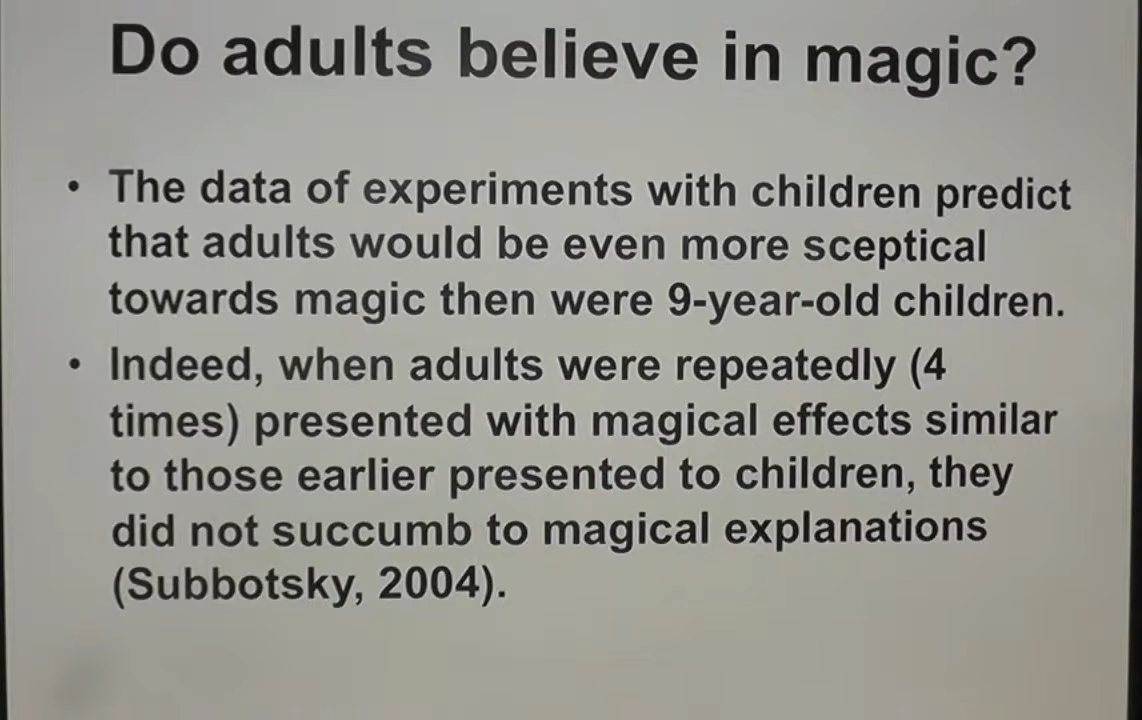 Do adults believe in magic?
• The data of experiments with children predict
that adults would be even more sceptical
towards magic then were 9-year-old children.
• Indeed, when adults were repeatedly (4
times) presented with magical effects similar
to those earlier presented to children, they
did not succumb to magical explanations
(Subbotsky, 2004).